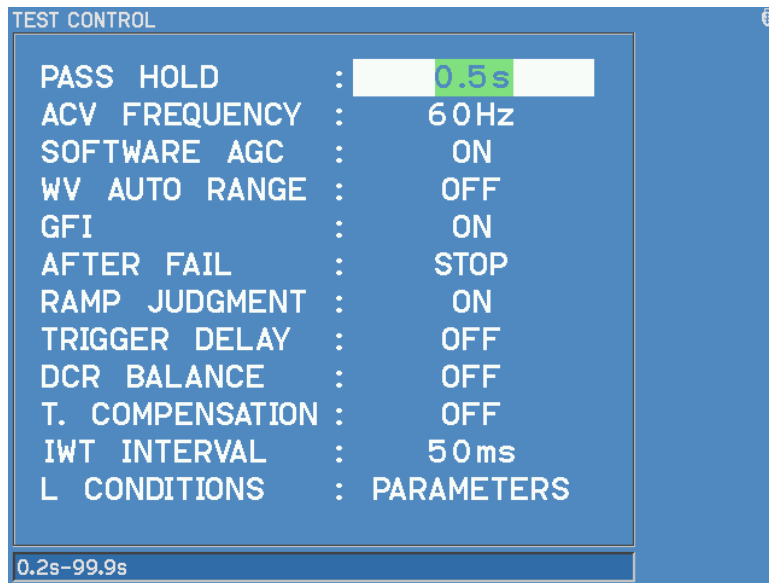 TEST CONTROL
PASS HOLD : 0.5s
ACV FREQUENCY : 60Hz
SOFTWARE AGC : ON
WV AUTO RANGE : OFF
GFI : ON
AFTER FAIL : STOP
RAMP JUDGMENT : ON
TRIGGER DELAY : OFF
DCR BALANCE : OFF
T. COMPENSATION : OFF
IWT INTERVAL : 50ms
L CONDITIONS : PARAMETERS
0.2s-99.9s